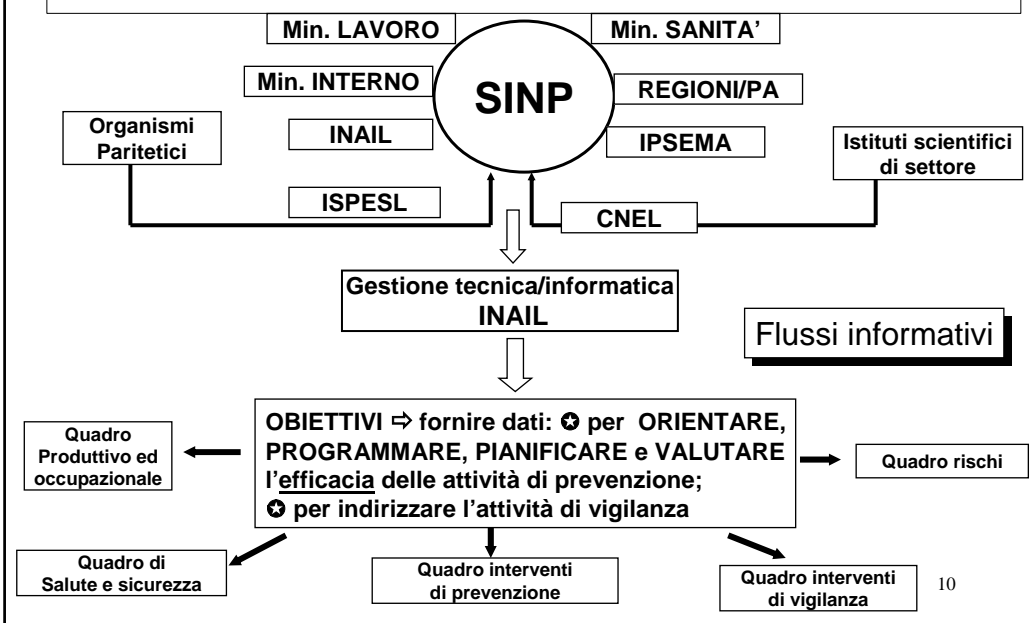 Min. LAVORO
Min. SANITA’
Min. INTERNO
SINP
REGIONI/PA
Organismi
Paritetici
INAIL
IPSEMA
Istituti scientifici
di settore
ISPESL
CNEL
Gestione tecnica/informatica
INAIL
Flussi informativi
OBIETTIVI ⇨ fornire dati: ✪ per ORIENTARE,
PROGRAMMARE, PIANIFICARE e VALUTARE
l’efficacia delle attività di prevenzione;
✪ per indirizzare l’attività di vigilanza
Quadro
Produttivo ed
occupazionale
Quadro rischi
Quadro di
Salute e sicurezza
Quadro interventi
di prevenzione
Quadro interventi
di vigilanza
10